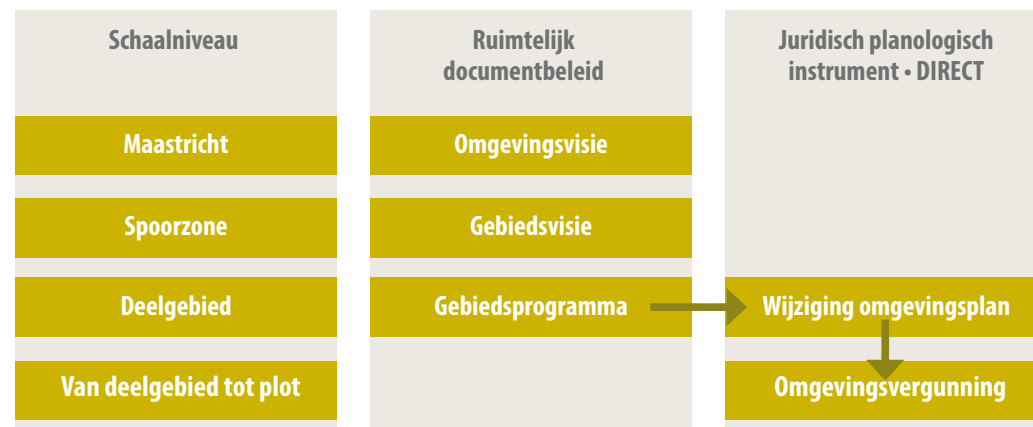 Schaalniveau
Maastricht
Spoorzone
Deelgebied
Van deelgebied tot plot
Ruimtelijk
documentbeleid
Omgevingsvisie
Gebiedsvisie
Gebiedsprogramma
Juridisch planologisch
instrument • DIRECT
Wijziging omgevingsplan
Omgevingsvergunning